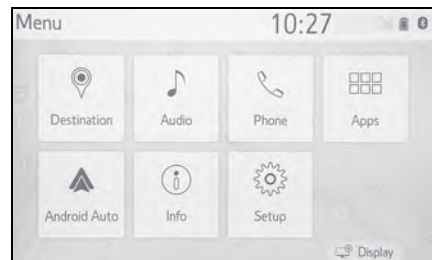 Menu 10:27
Destination Audio Phone Apps
Android Auto Info Setup
Display